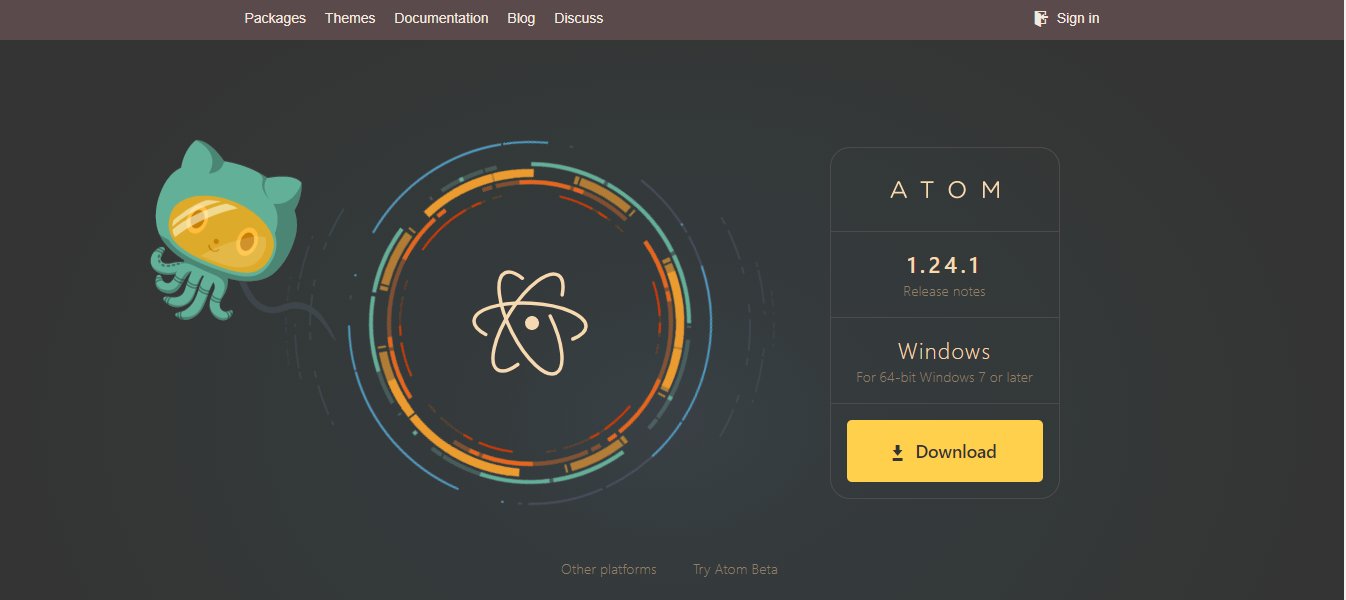 Packages Themes Documentation Blog Discuss Sign in
ATOM
1.24.1
Release notes
Windows
For 64-bit Windows 7 or later
Download
Other platforms Try Atom Beta